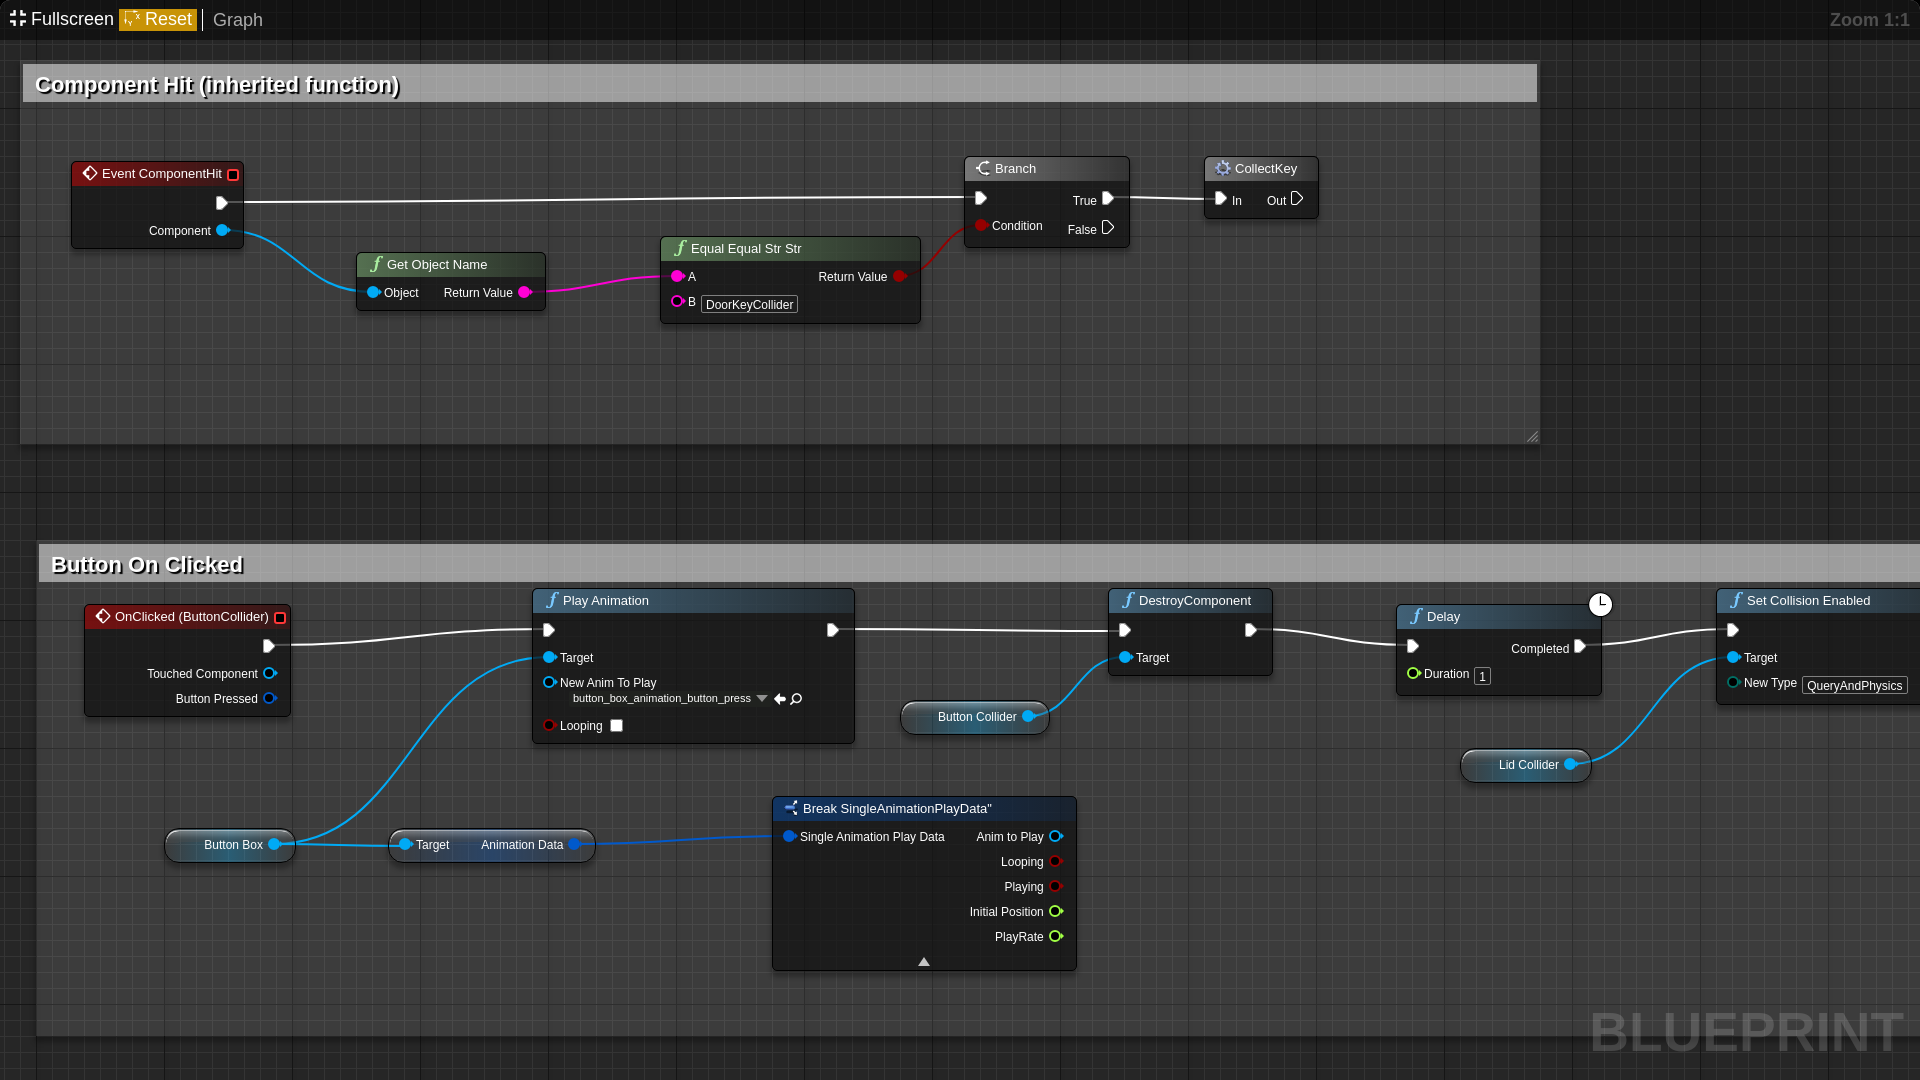 Fullscreen Reset Graph Zoom 1:1
Component Hit (inherited function)
Event ComponentHit
Component
Get Object Name
Object Return Value
Equal Equal Str Str
A Return Value
B DoorKeyCollider
Branch
True
Condition
False
CollectKey
In Out
Button On Clicked
OnClicked (ButtonCollider)
Touched Component
Button Pressed
Play Animation
Target
New Anim To Play
button_box_animation_button_press
Looping
DestroyComponent
Target
Button Collider
Delay
Completed
Duration 1
Set Collision Enabled
Target
New Type QueryAndPhysics
Lid Collider
Button Box
Target Animation Data
Break SingleAnimationPlayData"
Single Animation Play Data Anim to Play
Looping
Playing
Initial Position
PlayRate
BLUEPRINT